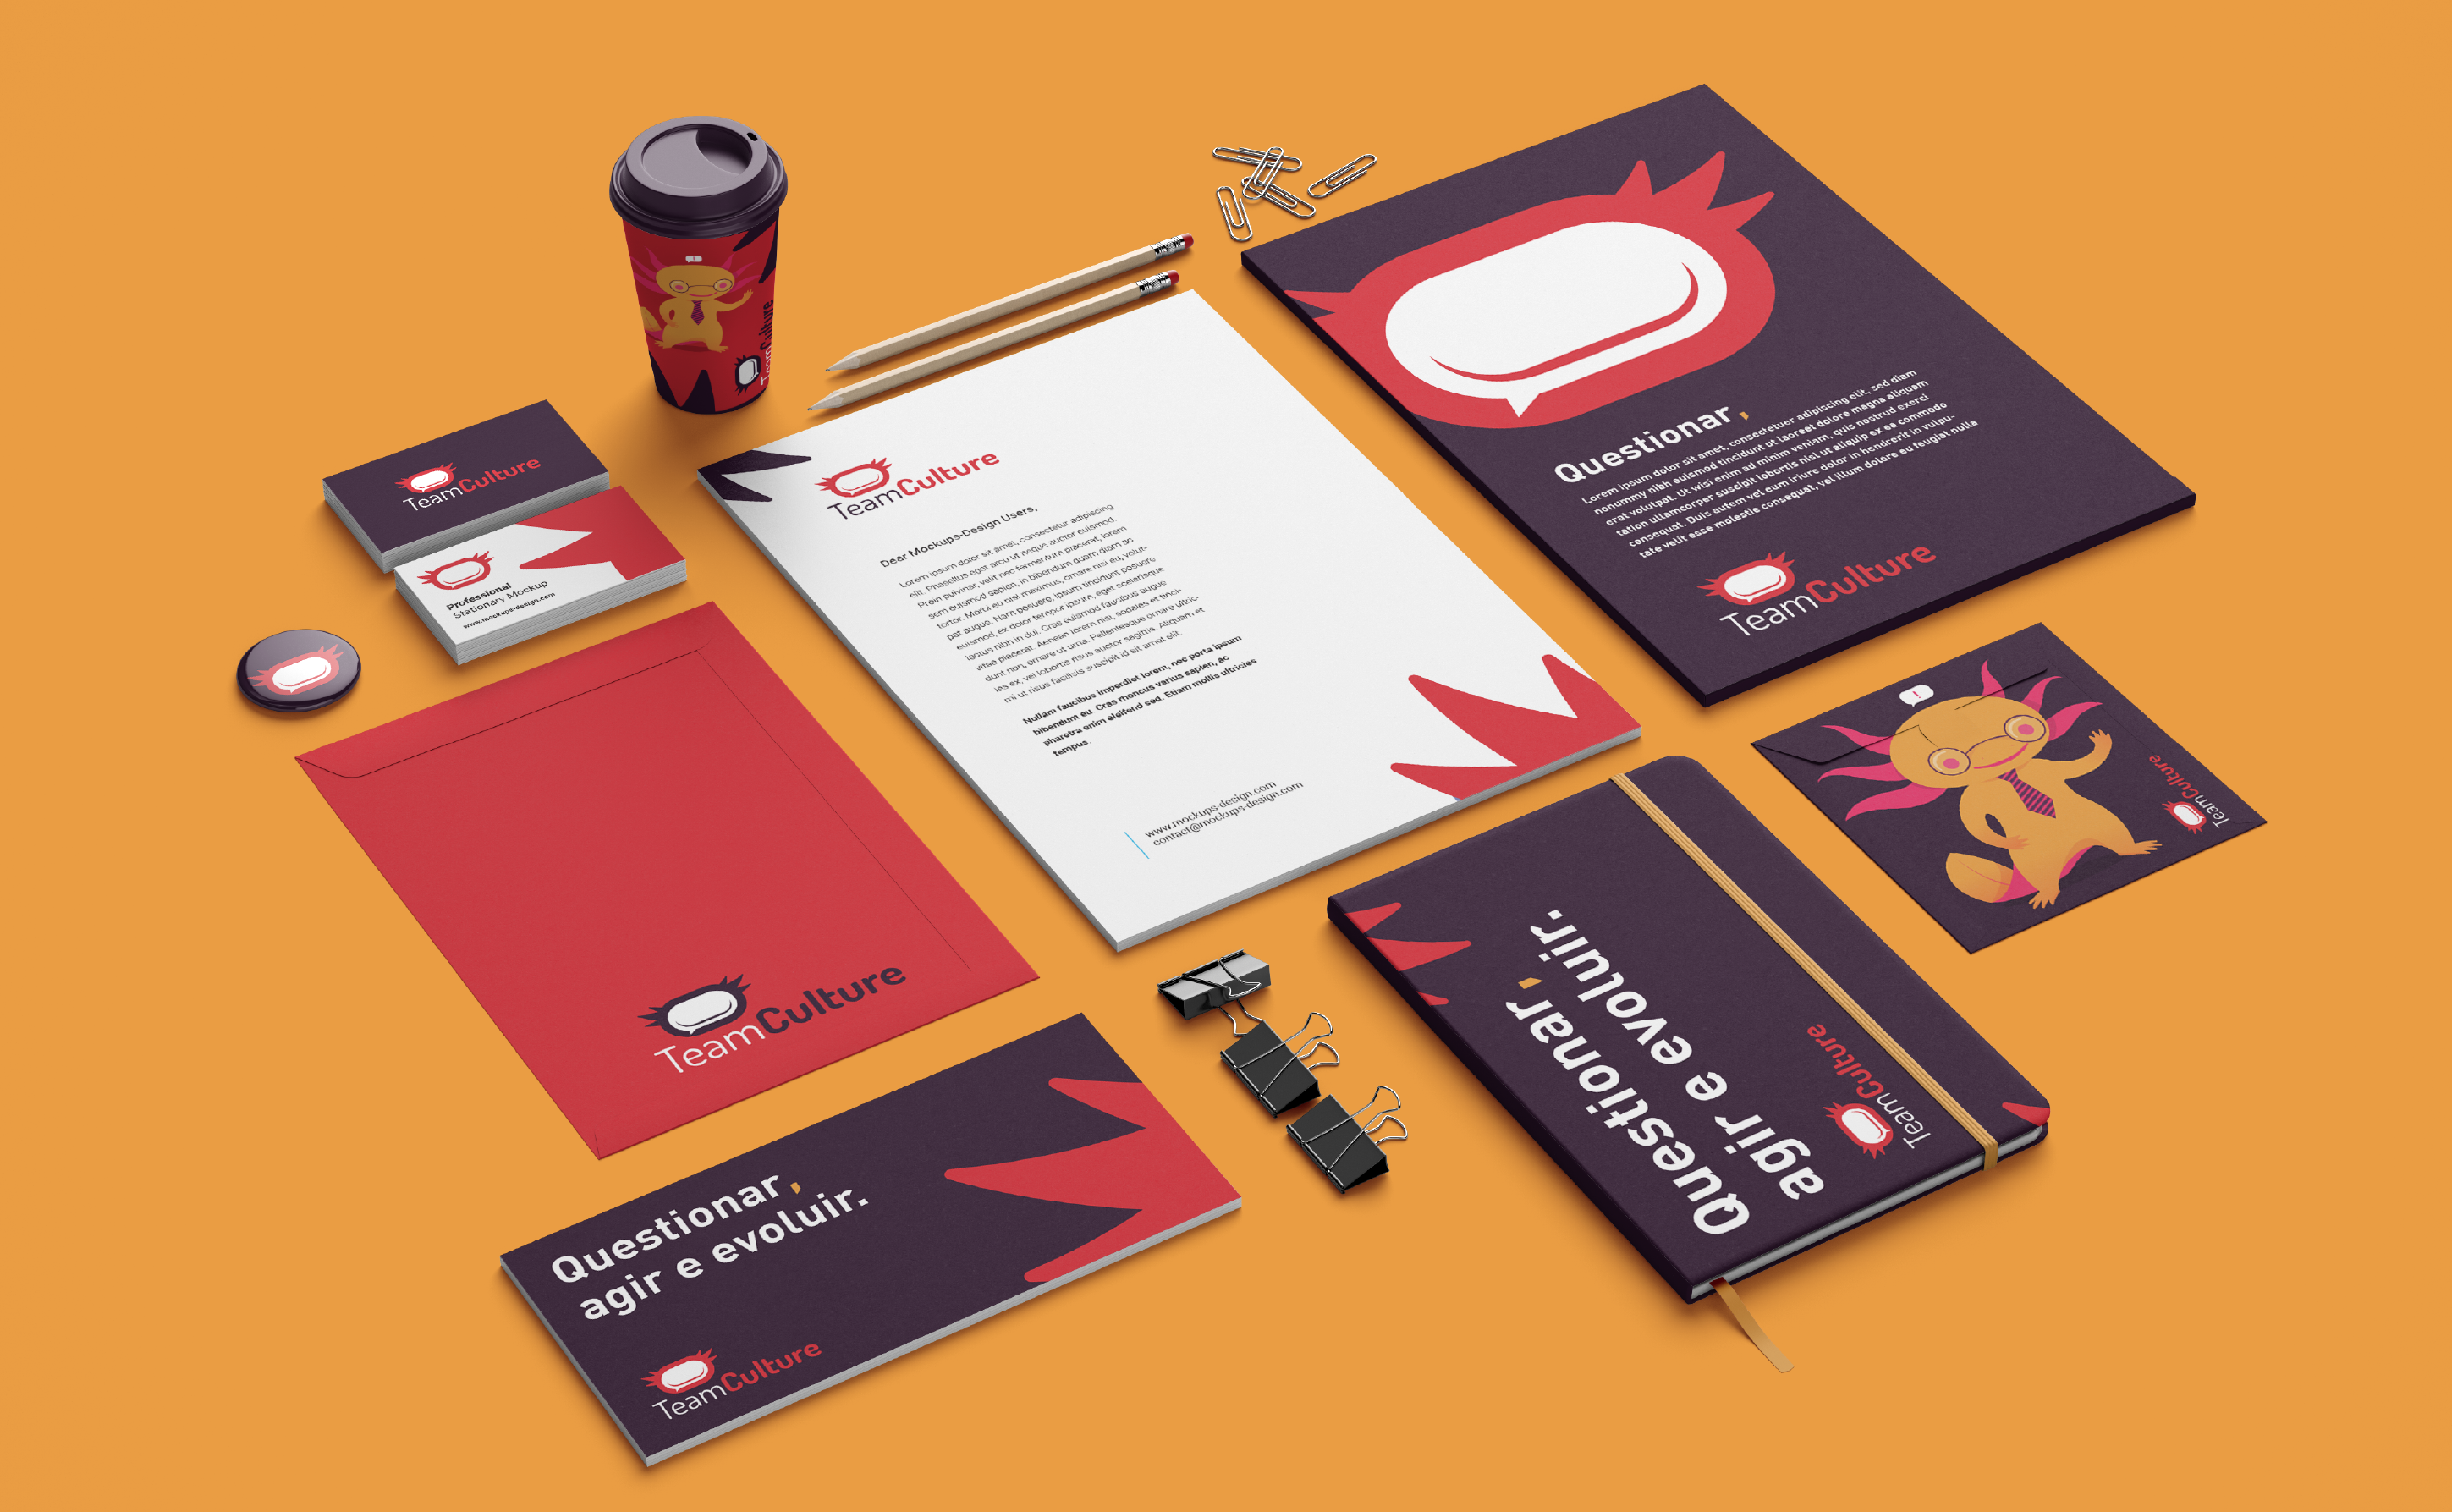 TeamCulture
TeamCulture
Professional
Stationary Mockup
www.mockups-design.com
TeamCulture
Dear Mockups-Design Users,
Lorem ipsum dolor sit amet, consectetur adipiscing
elit. Phasellus eget arcu ut neque auctor euismod.
Proin pulvinar, velit nec fermentum placerat, lorem
sem euismod sapien, in bibendum quam diam ac
tortor. Morbi eu nisi maximus, ornare nisi eu, volut-
pat augue. Nam posuere, ipsum tincidunt posuere
euismod, ex dolor tempor ipsum, eget scelerisque
lectus nibh in dui. Cras euismod faucibus augue
vitae placerat. Aenean lorem nisi, sodales et tinci-
dunt non, ornare ut urna. Pellentesque ornare ultric-
ies ex, vel lobortis risus auctor sagittis. Aliquam et
mi ut risus facilisis suscipit id sit amet elit.
Nullam faucibus imperdiet lorem, nec porta ipsum
bibendum eu. Cras rhoncus varius sapien, ac
pharetra enim eleifend sed. Etiam mollis ultricies
tempus.
www.mockups-design.com
contact@mockups-design.com
Questionar,
Lorem ipsum dolor sit amet, consectetuer adipiscing elit, sed diam
nonummy nibh euismod tincidunt ut laoreet dolore magna aliquam
erat volutpat. Ut wisi enim ad minim veniam, quis nostrud exerci
tation ullamcorper suscipit lobortis nisl ut aliquip ex ea commodo
consequat. Duis autem vel eum iriure dolor in hendrerit in vulpu-
tate velit esse molestie consequat, vel illum dolore eu feugiat nulla
TeamCulture
!
TeamCulture
TeamCulture
Questionar,
agir e evoluir.
TeamCulture
Questionar,
agir e evoluir.
TeamCulture